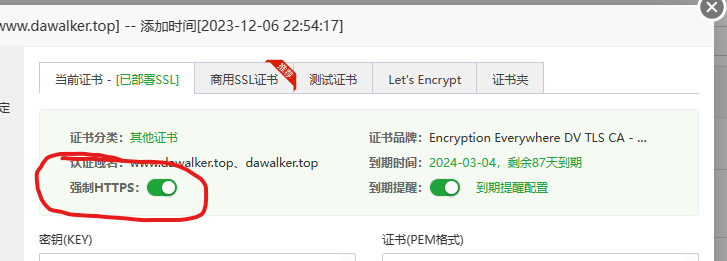 www.dawalker.top] -- 添加时间[2023-12-06 22:54:17]
当前证书 - [已部署SSL] 商用SSL证书 推荐 测试证书 Let's Encrypt 证书夹
定
证书分类： 其他证书 证书品牌： Encryption Everywhere DV TLS CA - ...
认证域名： www.dawalker.top、dawalker.top 到期时间： 2024-03-04，剩余87天到期
强制HTTPS： 到期提醒： 到期提醒配置
密钥(KEY) 证书(PEM格式)